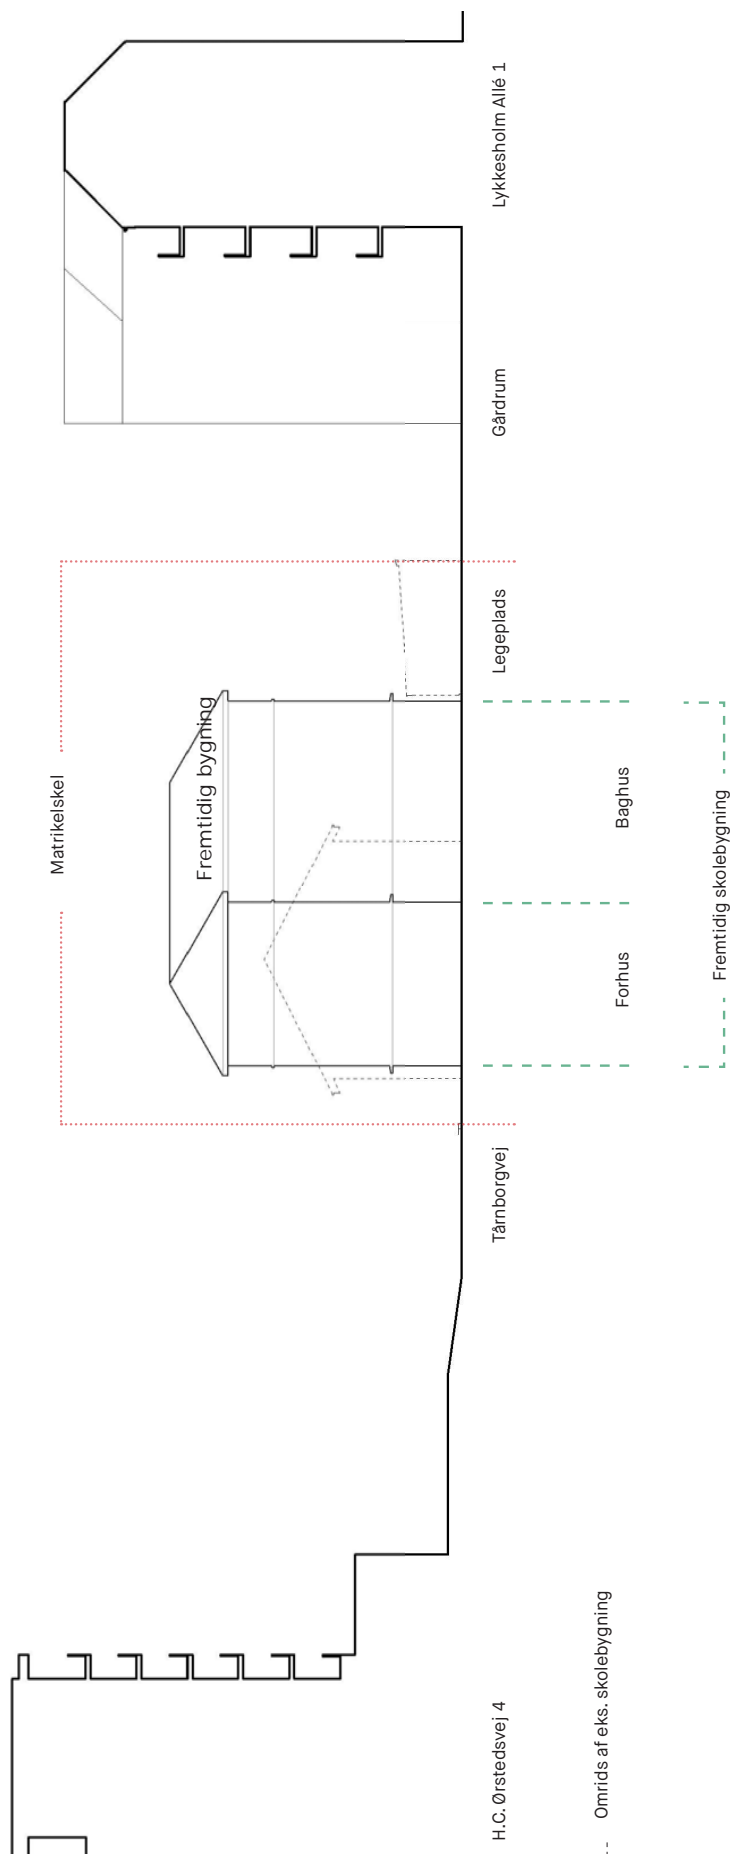 Matrikelskel
Fremtidig bygning
H.C. Ørstedsvej 4
Tårnborgvej
Legeplads
Gårdrum
Lykkesholm Allé 1
Forhus
Baghus
Omrids af eks. skolebygning
Fremtidig skolebygning